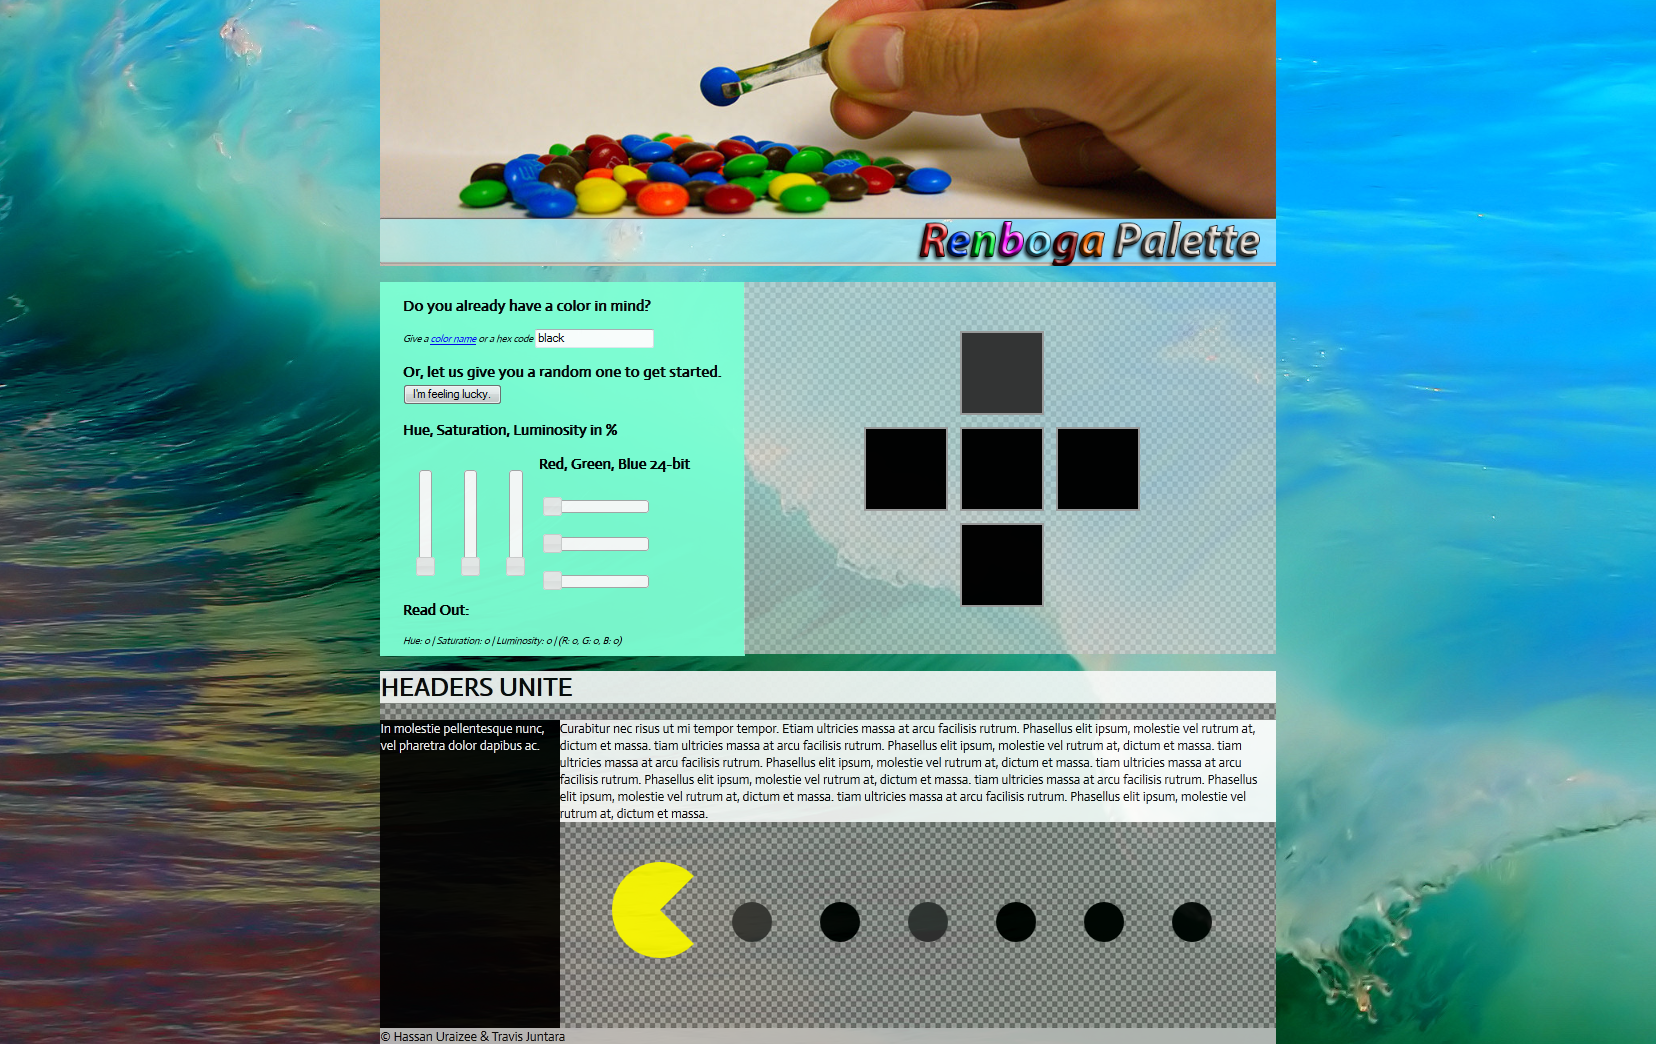 Renboga Palette
Do you already have a color in mind?
Give a color name or a hex code black
Or, let us give you a random one to get started.
I'm feeling lucky.
Hue, Saturation, Luminosity in %
Red, Green, Blue 24-bit
Read Out:
Hue: 0 | Saturation: 0 | Luminosity: 0 | (R: 0, G: 0, B: 0)
HEADERS UNITE
In molestie pellentesque nunc,
vel pharetra dolor dapibus ac.
Curabitur nec risus ut mi tempor tempor. Etiam ultricies massa at arcu facilisis rutrum. Phasellus elit ipsum, molestie vel rutrum at,
dictum et massa. tiam ultricies massa at arcu facilisis rutrum. Phasellus elit ipsum, molestie vel rutrum at, dictum et massa. tiam
ultricies massa at arcu facilisis rutrum. Phasellus elit ipsum, molestie vel rutrum at, dictum et massa. tiam ultricies massa at arcu
facilisis rutrum. Phasellus elit ipsum, molestie vel rutrum at, dictum et massa. tiam ultricies massa at arcu facilisis rutrum. Phasellus
elit ipsum, molestie vel rutrum at, dictum et massa. tiam ultricies massa at arcu facilisis rutrum. Phasellus elit ipsum, molestie vel
rutrum at, dictum et massa.
© Hassan Uraizee & Travis Juntara